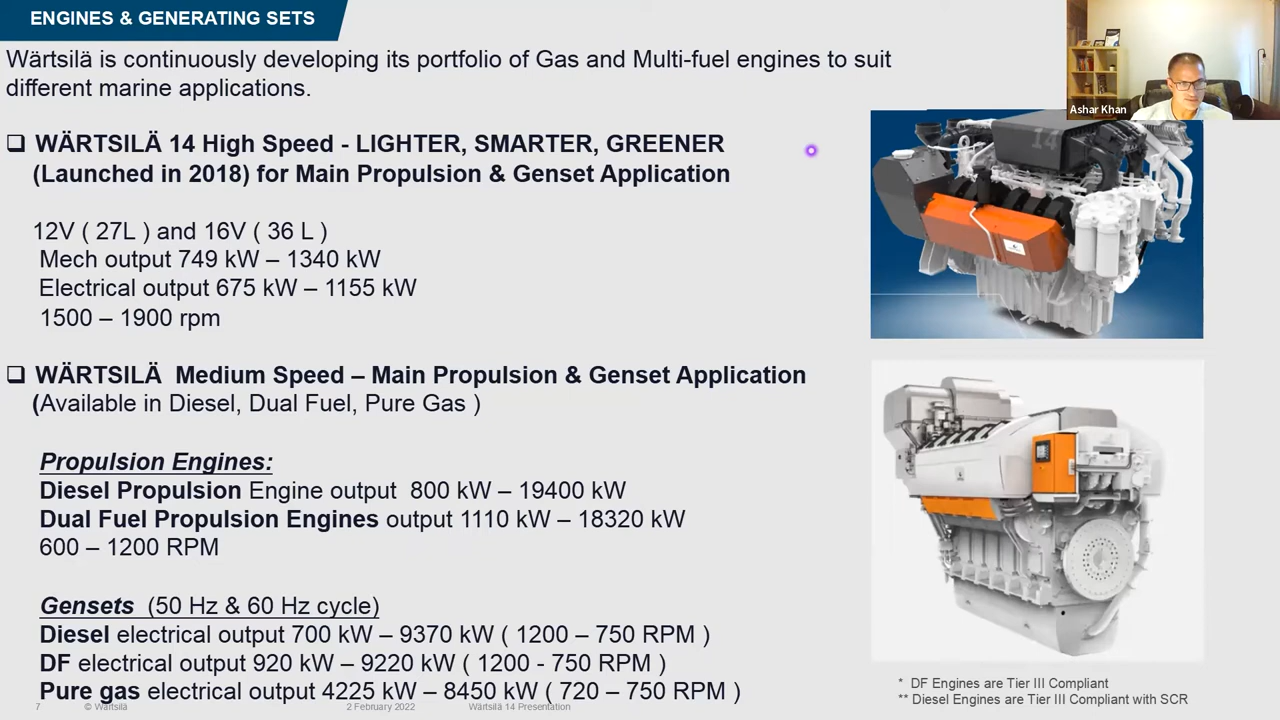 ENGINES & GENERATING SETS
Wärtsilä is continuously developing its portfolio of Gas and Multi-fuel engines to suit
different marine applications.
Ashar Khan
WÄRTSILÄ 14 High Speed - LIGHTER, SMARTER, GREENER
(Launched in 2018) for Main Propulsion & Genset Application
14
12V ( 27L ) and 16V ( 36 L )
Mech output 749 kW – 1340 kW
Electrical output 675 kW – 1155 kW
1500 – 1900 rpm
WÄRTSILÄ Medium Speed – Main Propulsion & Genset Application
(Available in Diesel, Dual Fuel, Pure Gas )
Propulsion Engines:
Diesel Propulsion Engine output 800 kW – 19400 kW
Dual Fuel Propulsion Engines output 1110 kW – 18320 kW
600 – 1200 RPM
Gensets (50 Hz & 60 Hz cycle)
Diesel electrical output 700 kW – 9370 kW ( 1200 – 750 RPM )
DF electrical output 920 kW – 9220 kW ( 1200 - 750 RPM )
Pure gas electrical output 4225 kW – 8450 kW ( 720 – 750 RPM )
* DF Engines are Tier III Compliant
** Diesel Engines are Tier III Compliant with SCR
7 © Wärtsilä 2 February 2022 Wärtsilä 14 Presentation